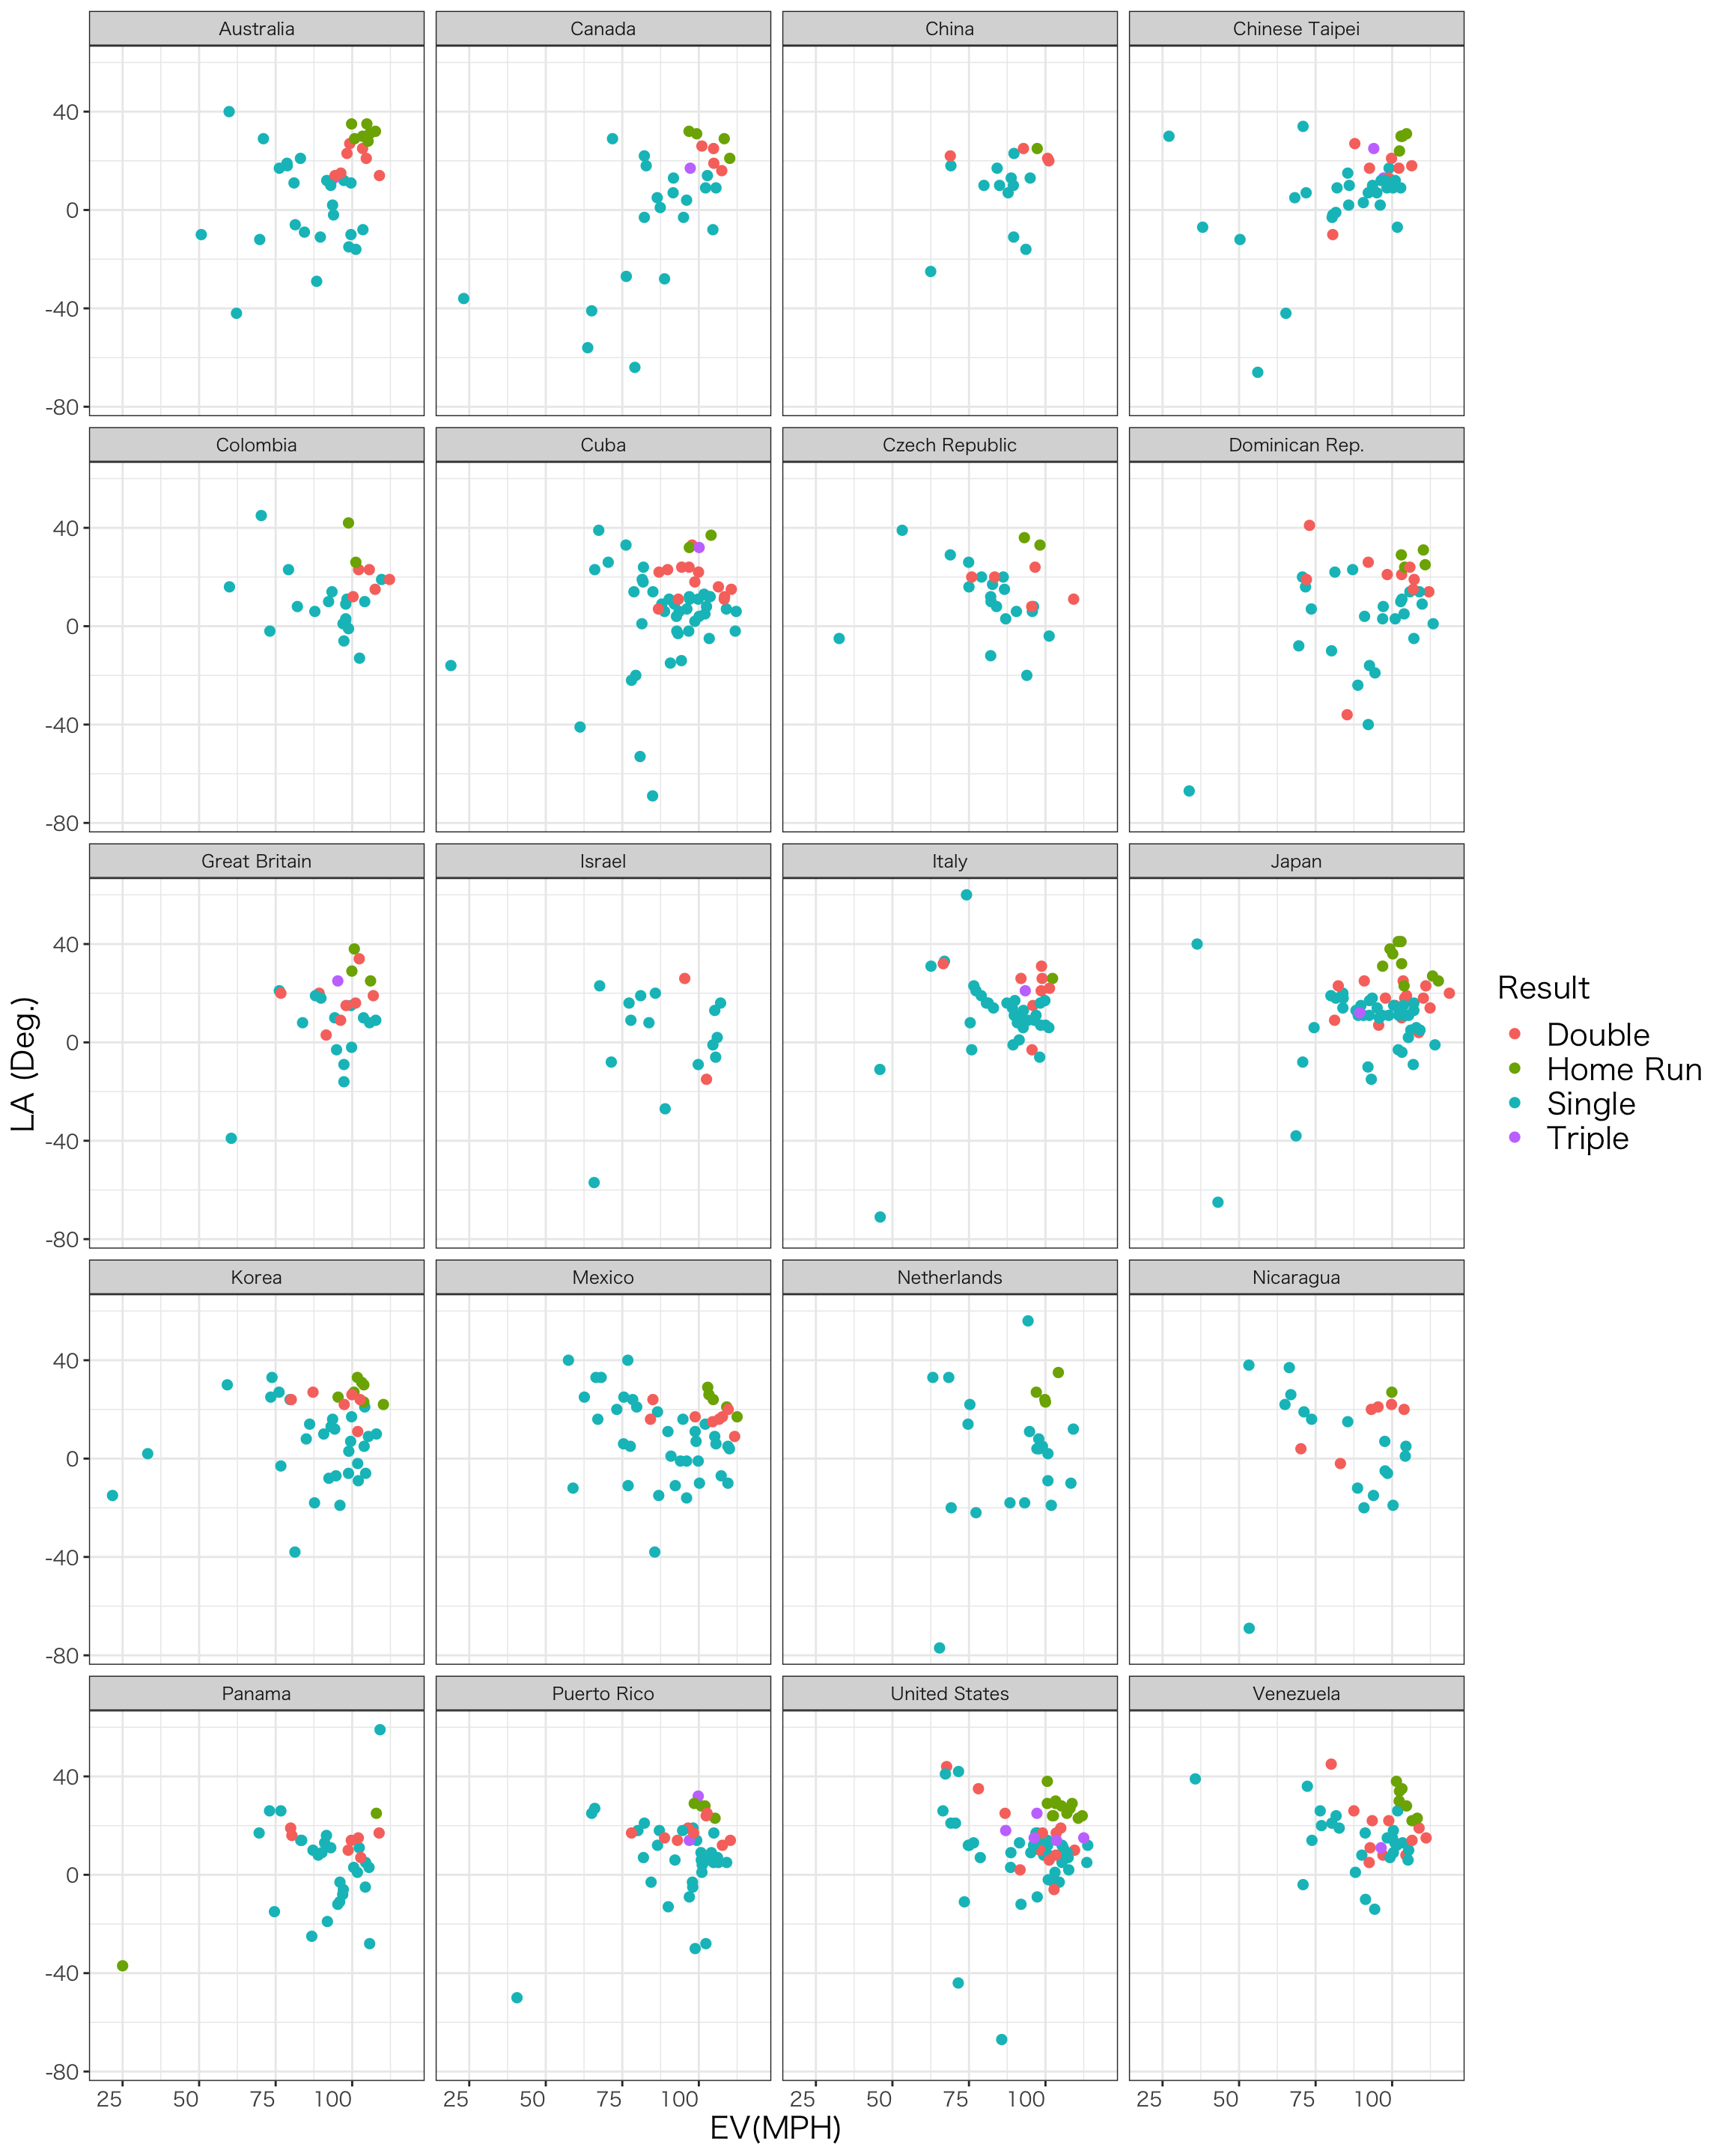 Australia Canada China Chinese Taipei
40
0
-40
-80
Colombia Cuba Czech Republic Dominican Rep.
40
0
-40
-80
Great Britain Israel Italy Japan
40
0
-40
-80
Korea Mexico Netherlands Nicaragua
40
0
-40
-80
Panama Puerto Rico United States Venezuela
40
0
-40
-80
25 50 75 100 25 50 75 100 25 50 75 100 25 50 75 100
EV(MPH)
LA (Deg.)
Result
Double
Home Run
Single
Triple